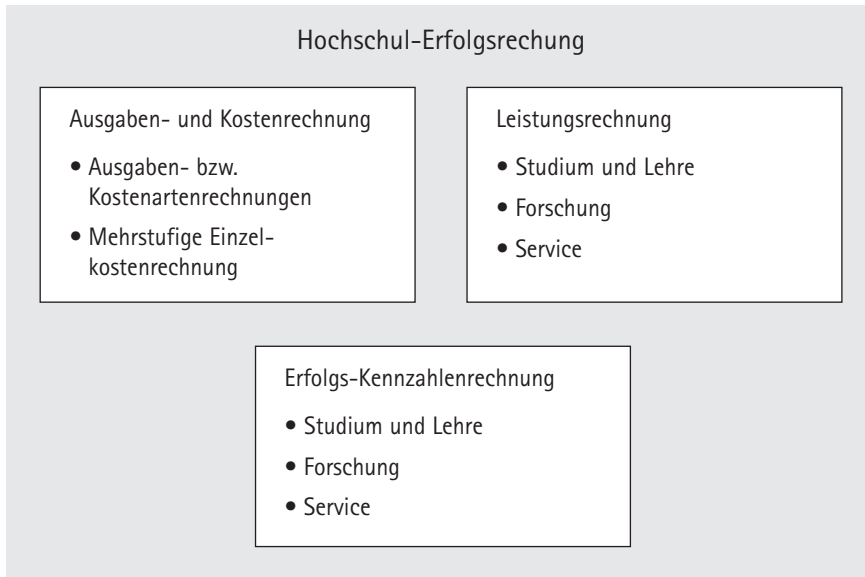 Hochschul-Erfolgsrechung
Ausgaben- und Kostenrechnung
• Ausgaben- bzw.
Kostenartenrechnungen
• Mehrstufige Einzel-
kostenrechnung
Leistungsrechnung
• Studium und Lehre
• Forschung
• Service
Erfolgs-Kennzahlenrechnung
• Studium und Lehre
• Forschung
• Service